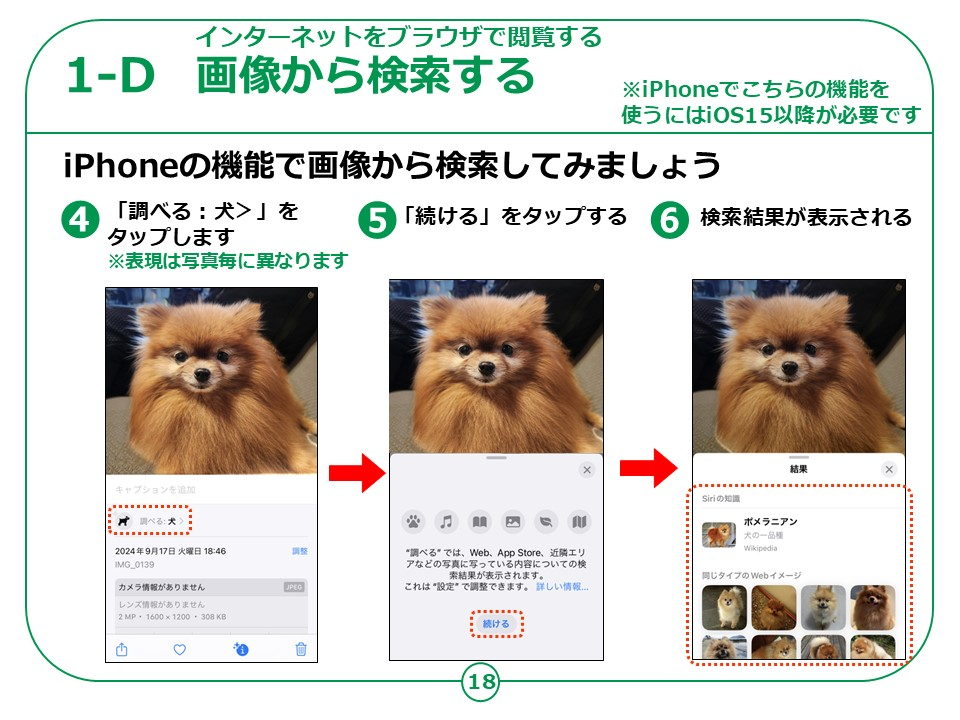 インターネットをブラウザで閲覧する
1-D 画像から検索する
※iPhoneでこちらの機能を
使うにはiOS15以降が必要です
iPhoneの機能で画像から検索してみましょう
4 「調べる：犬＞」を
タップします
※表現は写真毎に異なります
5 「続ける」をタップする
6 検索結果が表示される
キャプションを追加
調べる: 犬 >
2024年9月17日 火曜日 18:46 調整
IMG_0139
カメラ情報がありません JPEG
レンズ情報がありません
2 MP・1600 × 1200・308 KB
"調べる" では、Web、App Store、近隣エリ
アなどの写真に写っている内容についての検
索結果が表示されます。
これは "設定" で調整できます。 詳しい情報...
続ける
結果
Siriの知識
ポメラニアン
犬の一品種
Wikipedia
同じタイプのWebイメージ
18